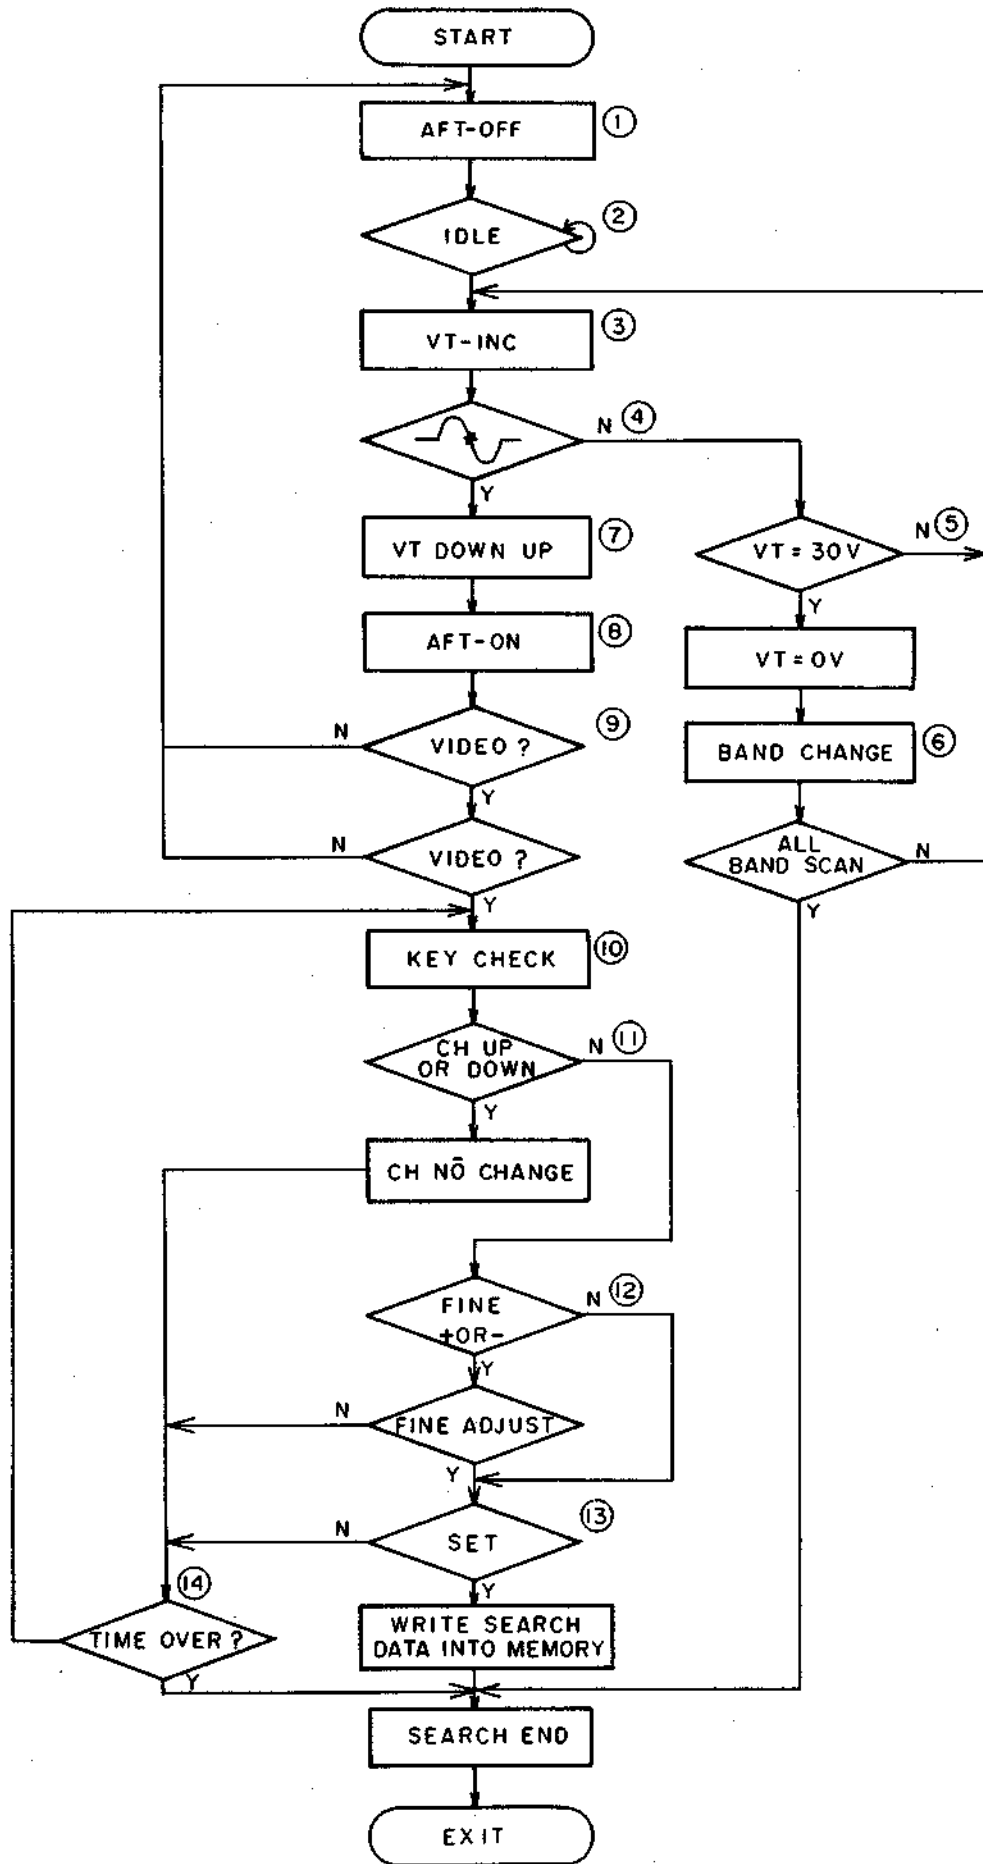 START
AFT-OFF
①
IDLE
②
VT-INC
③
N ④
Y
VT DOWN UP
⑦
VT = 30V
N ⑤
Y
AFT-ON
⑧
VT = 0V
VIDEO ?
N
⑨
Y
BAND CHANGE
⑥
VIDEO ?
N
Y
ALL
BAND SCAN
N
Y
KEY CHECK
⑩
CH UP
OR DOWN
N ⑪
Y
CH NŌ CHANGE
FINE
+OR-
N ⑫
Y
FINE ADJUST
N
Y
SET
N
⑬
Y
⑭
TIME OVER ?
Y
WRITE SEARCH
DATA INTO MEMORY
SEARCH END
EXIT